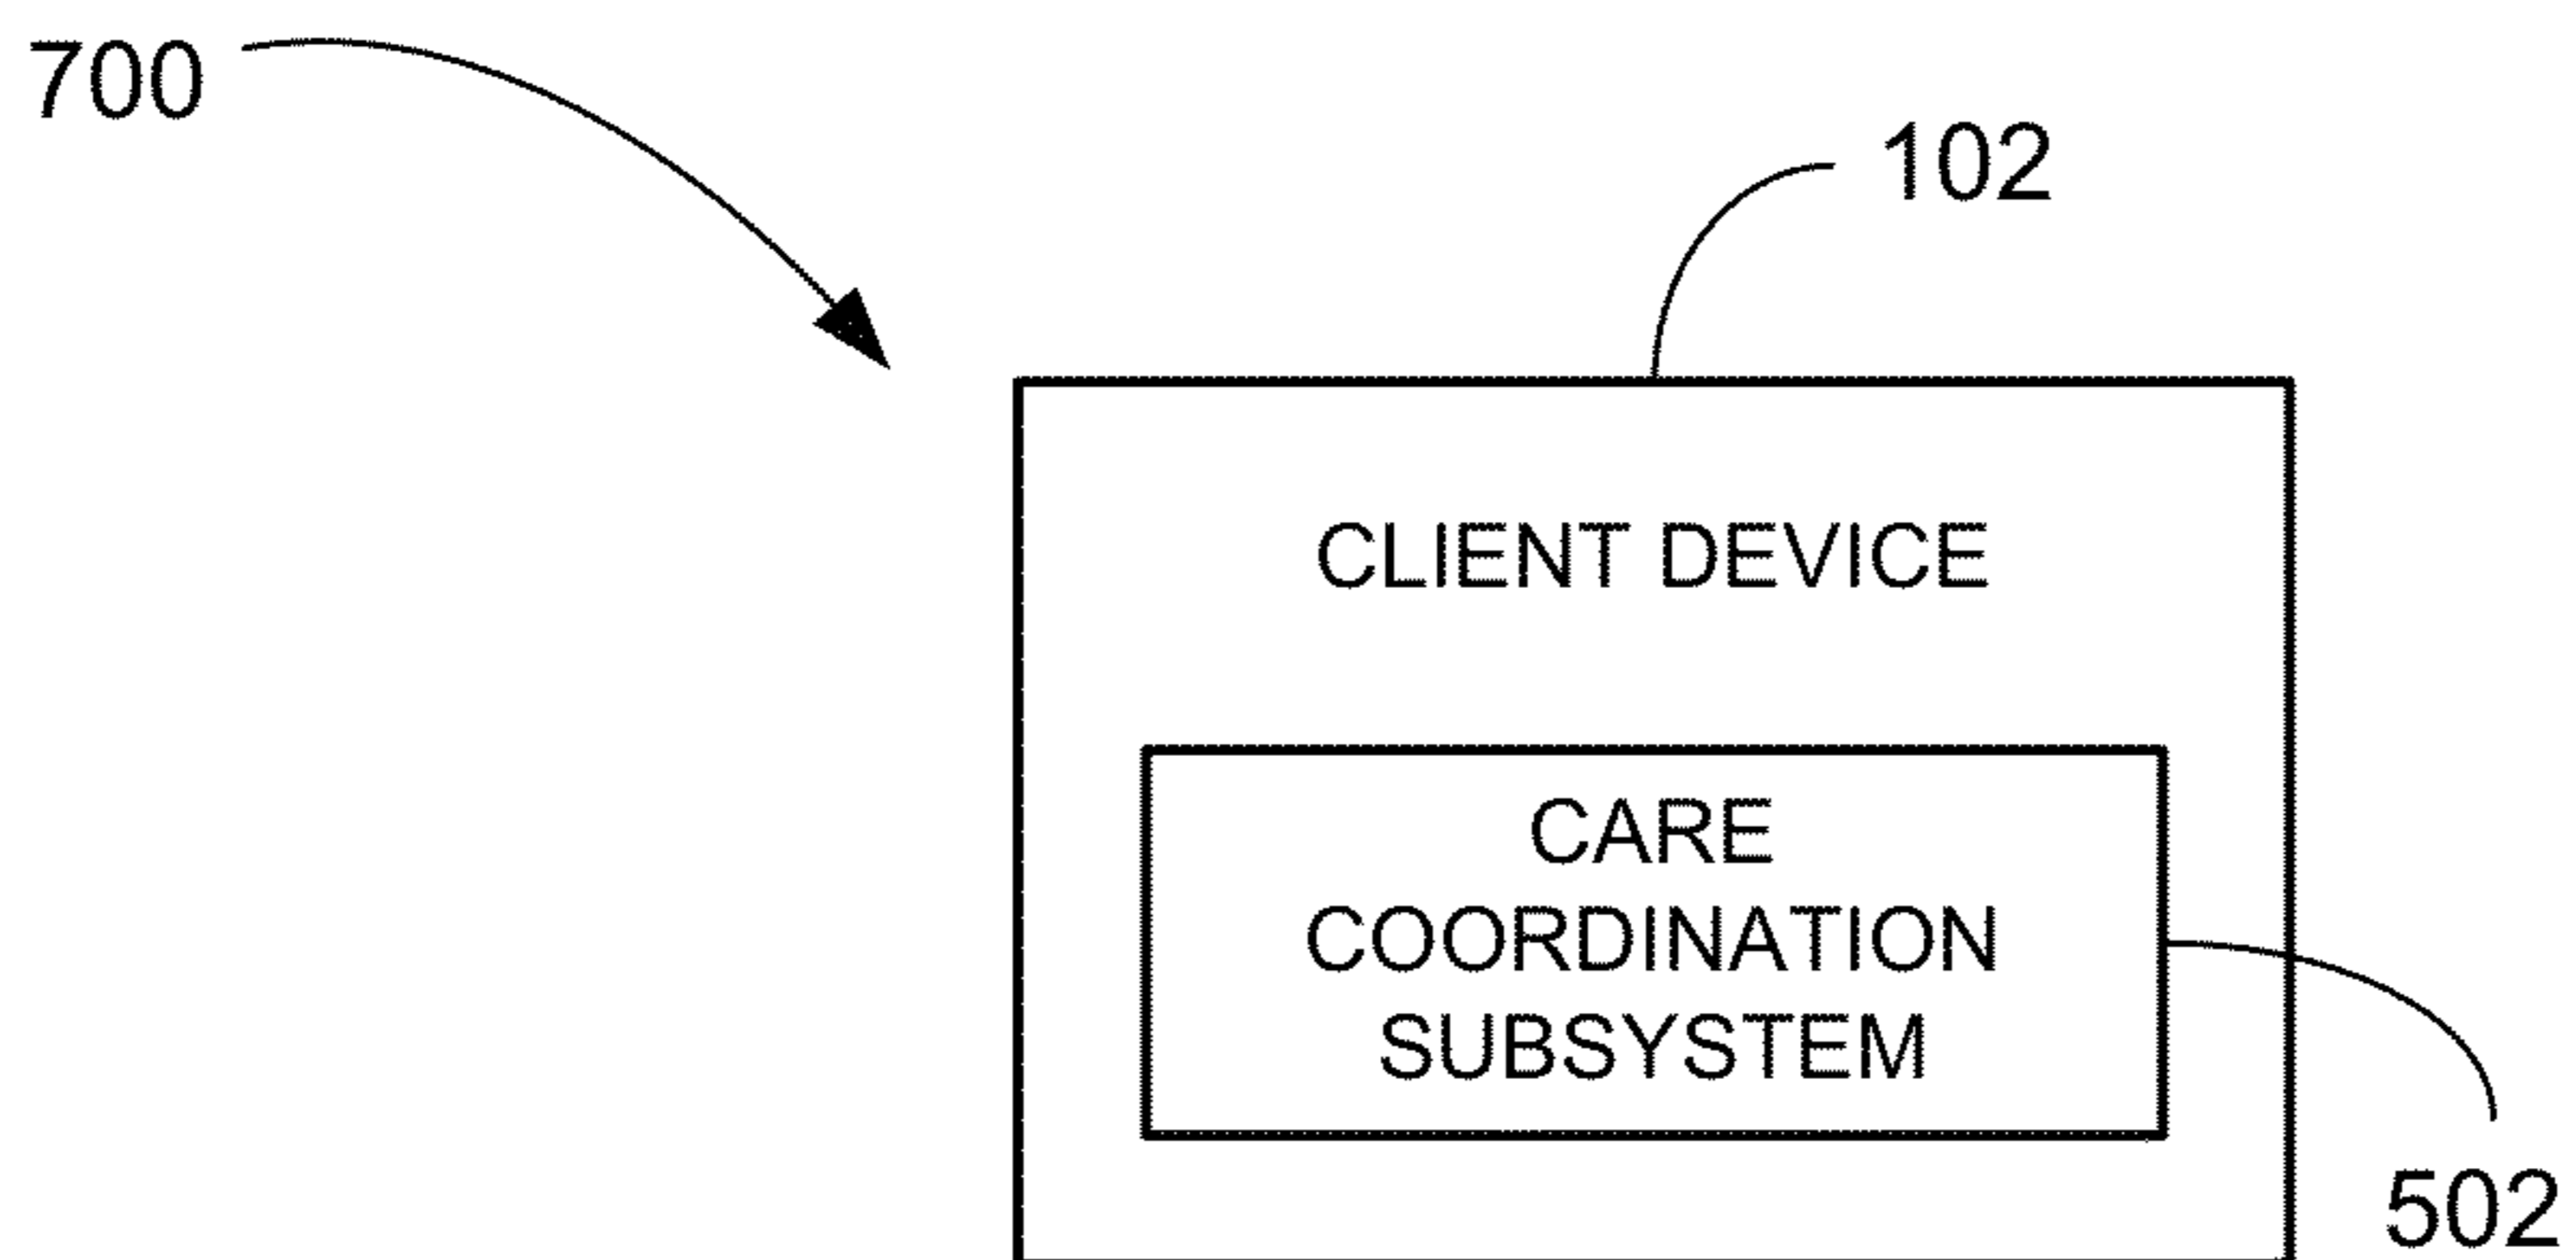 700
102
CLIENT DEVICE
CARE
COORDINATION
SUBSYSTEM
502